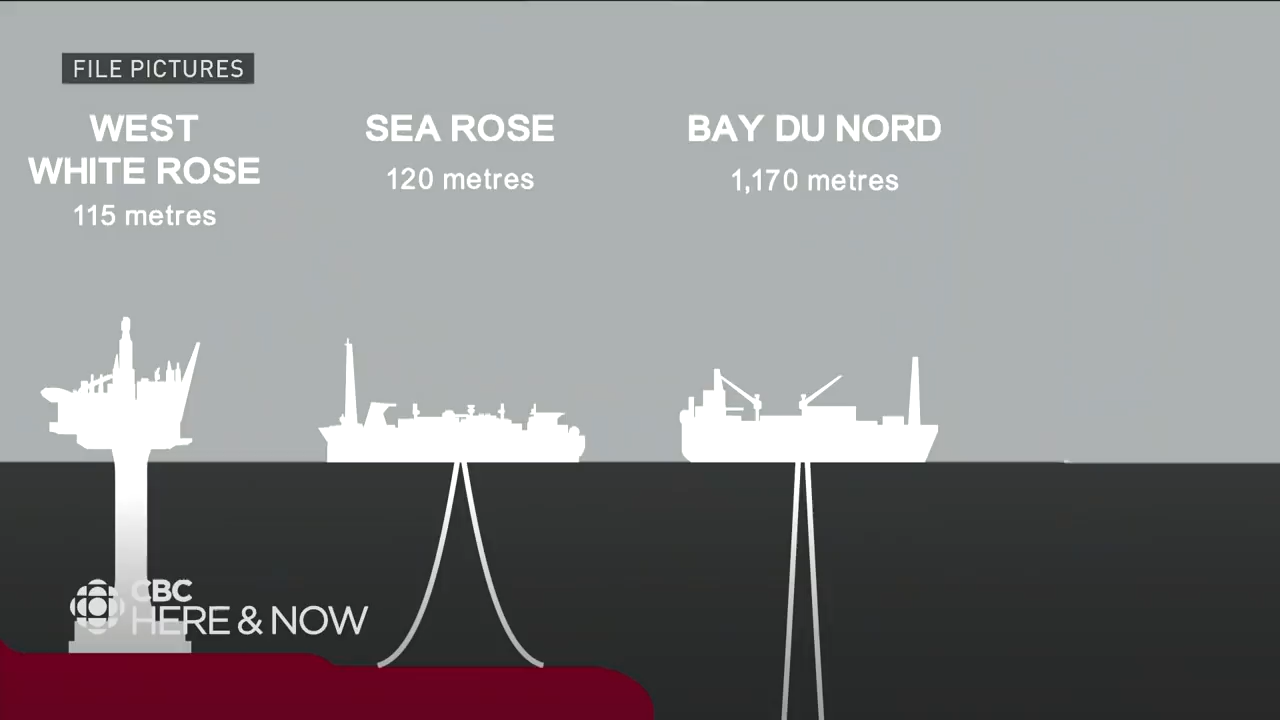 FILE PICTURES
WEST
WHITE ROSE
115 metres
SEA ROSE
120 metres
BAY DU NORD
1,170 metres
CBC
HERE & NOW